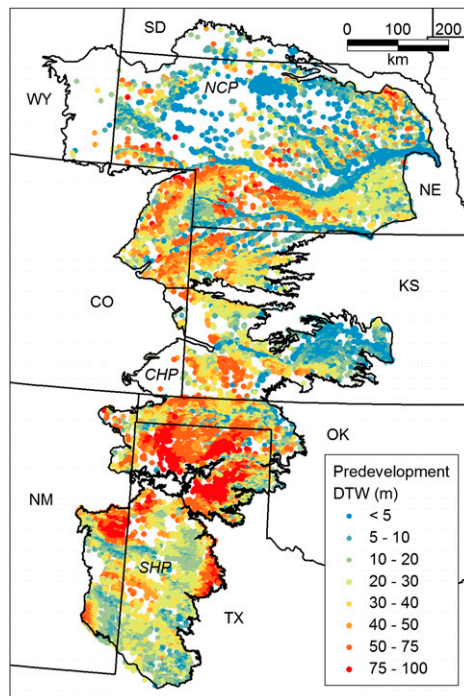 SD
0 100 200
km
NCP
WY
NE
CO
KS
CHP
OK
NM
SHP
TX
Predevelopment
DTW (m)
< 5
5 - 10
10 - 20
20 - 30
30 - 40
40 - 50
50 - 75
75 - 100